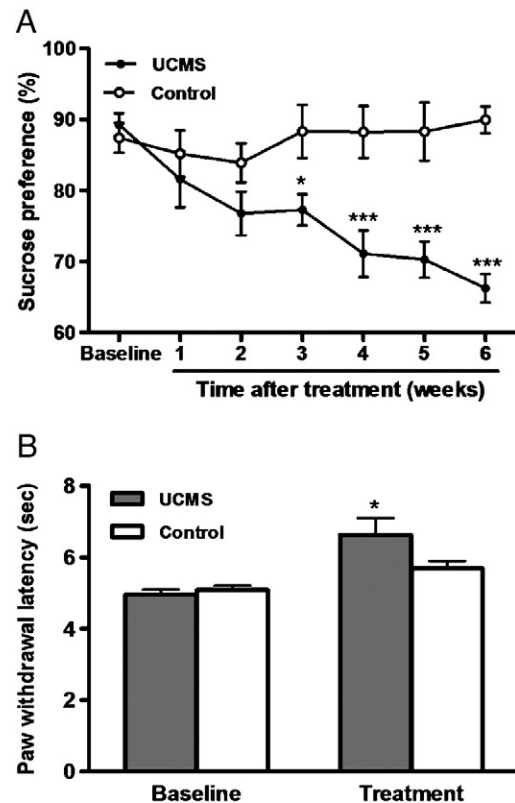 A
UCMS
Control
Sucrose preference (%)
100
90
80
70
60
*
***
***
***
Baseline 1 2 3 4 5 6
Time after treatment (weeks)
B
UCMS
Control
Paw withdrawal latency (sec)
8
6
4
2
0
*
Baseline Treatment